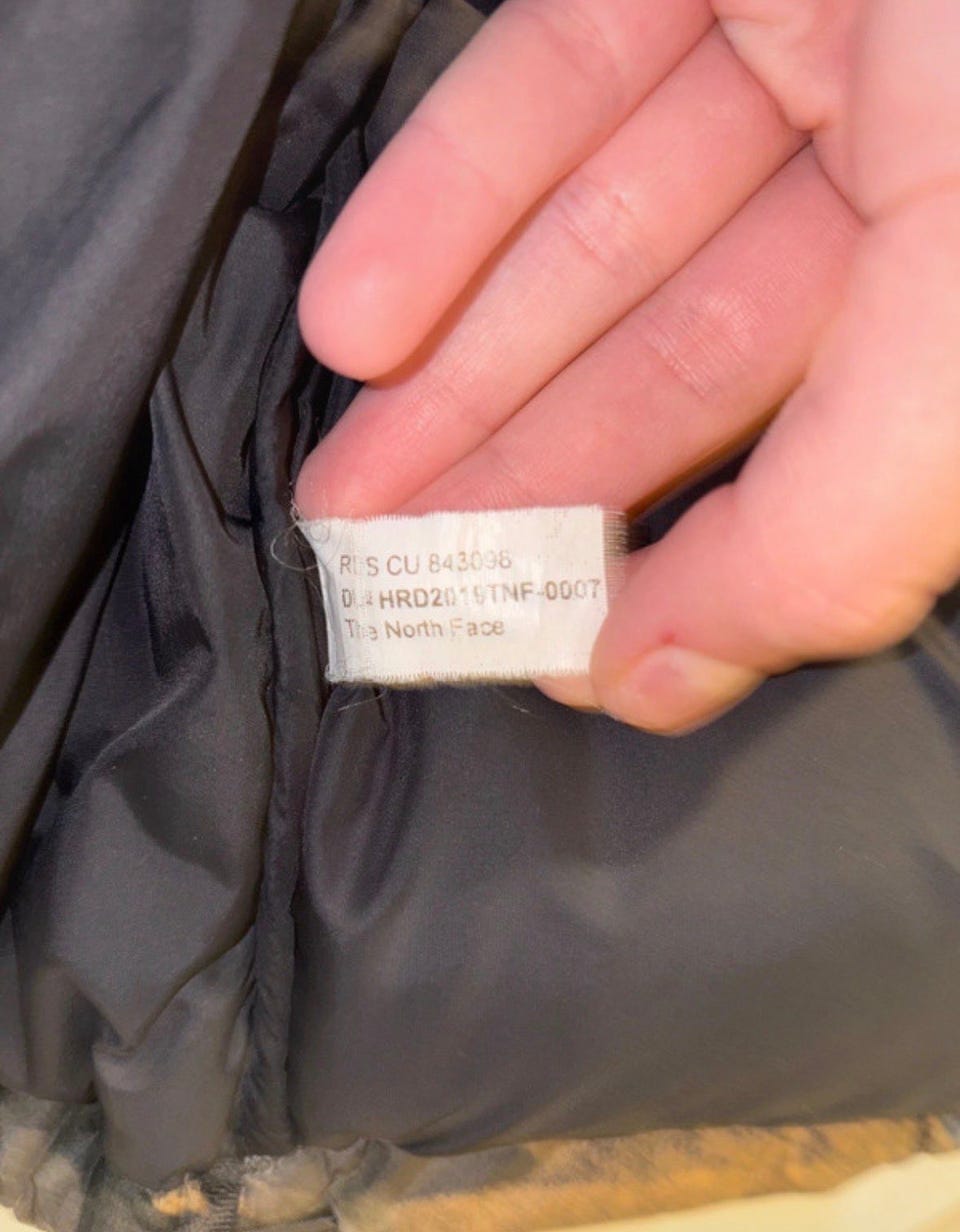 RDS CU 843098
HRD2019TNF-0007
The North Face